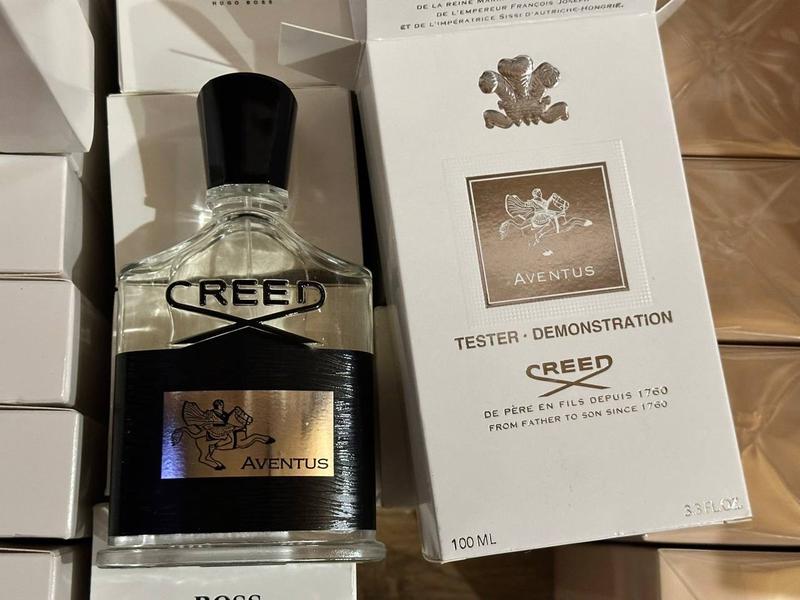 HUGO BOSS
DE LA REINE MARI
DE L'EMPEREUR FRANÇOIS JOSEPH
ET DE L'IMPÉRATRICE SISSI D'AUTRICHE-HONGRIE.
AVENTUS
TESTER · DEMONSTRATION
CREED
DE PÈRE EN FILS DEPUIS 1760
FROM FATHER TO SON SINCE 1760
100 ML
3.3 FL.OZ.
CREED
AVENTUS
BOSS